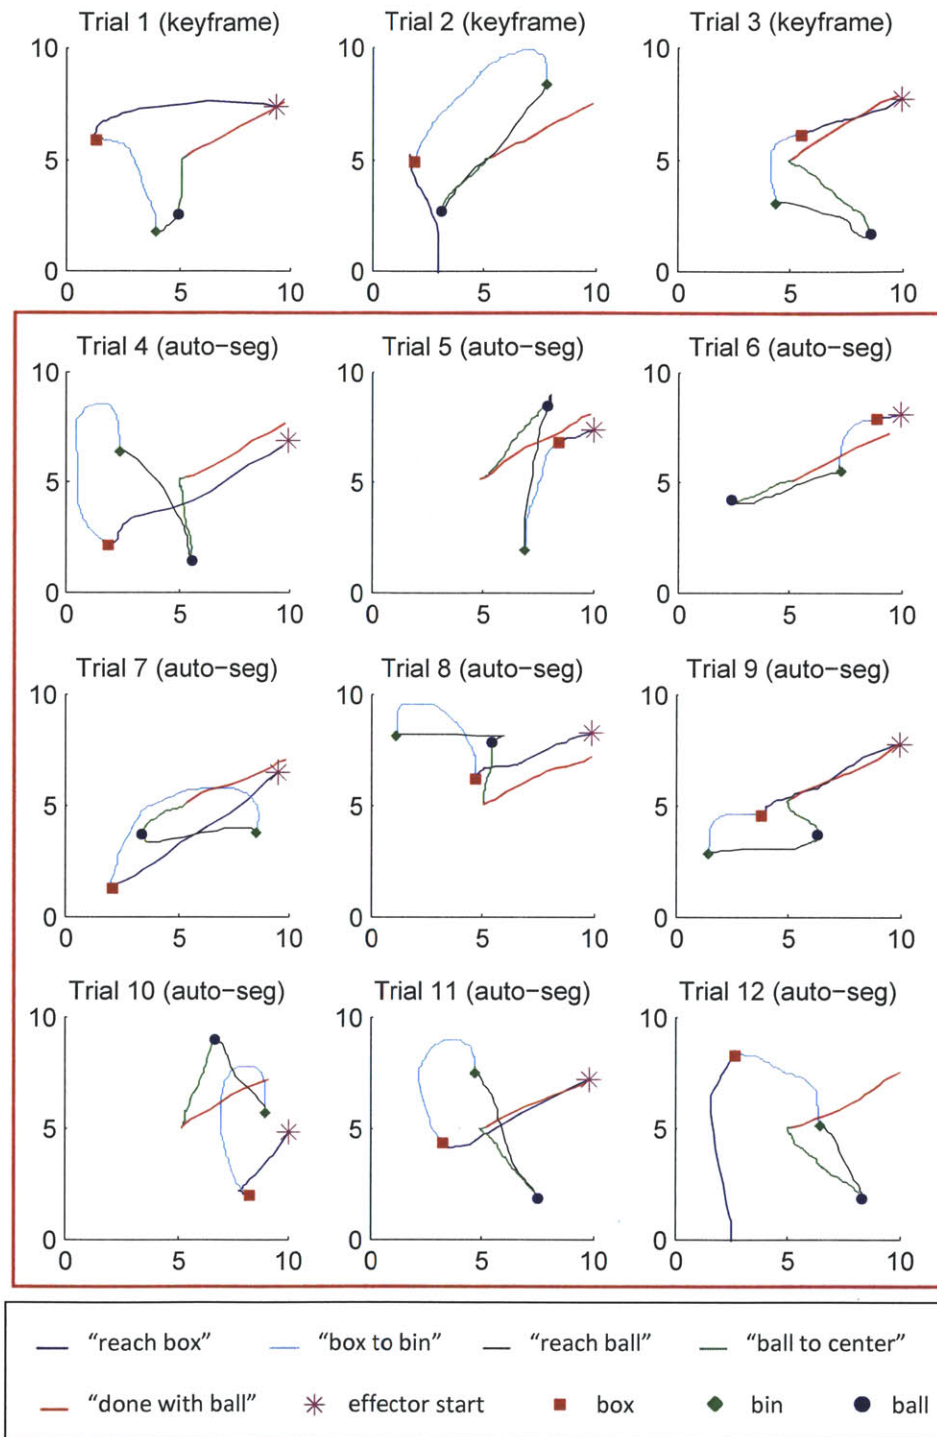 Trial 1 (keyframe) Trial 2 (keyframe) Trial 3 (keyframe)
10 10 10
5 5 5
0 0 0
0 5 10 0 5 10 0 5 10
Trial 4 (auto−seg) Trial 5 (auto−seg) Trial 6 (auto−seg)
10 10 10
5 5 5
0 0 0
0 5 10 0 5 10 0 5 10
Trial 7 (auto−seg) Trial 8 (auto−seg) Trial 9 (auto−seg)
10 10 10
5 5 5
0 0 0
0 5 10 0 5 10 0 5 10
Trial 10 (auto−seg) Trial 11 (auto−seg) Trial 12 (auto−seg)
10 10 10
5 5 5
0 0 0
0 5 10 0 5 10 0 5 10
“reach box” “box to bin” “reach ball” “ball to center”
“done with ball” effector start box bin ball